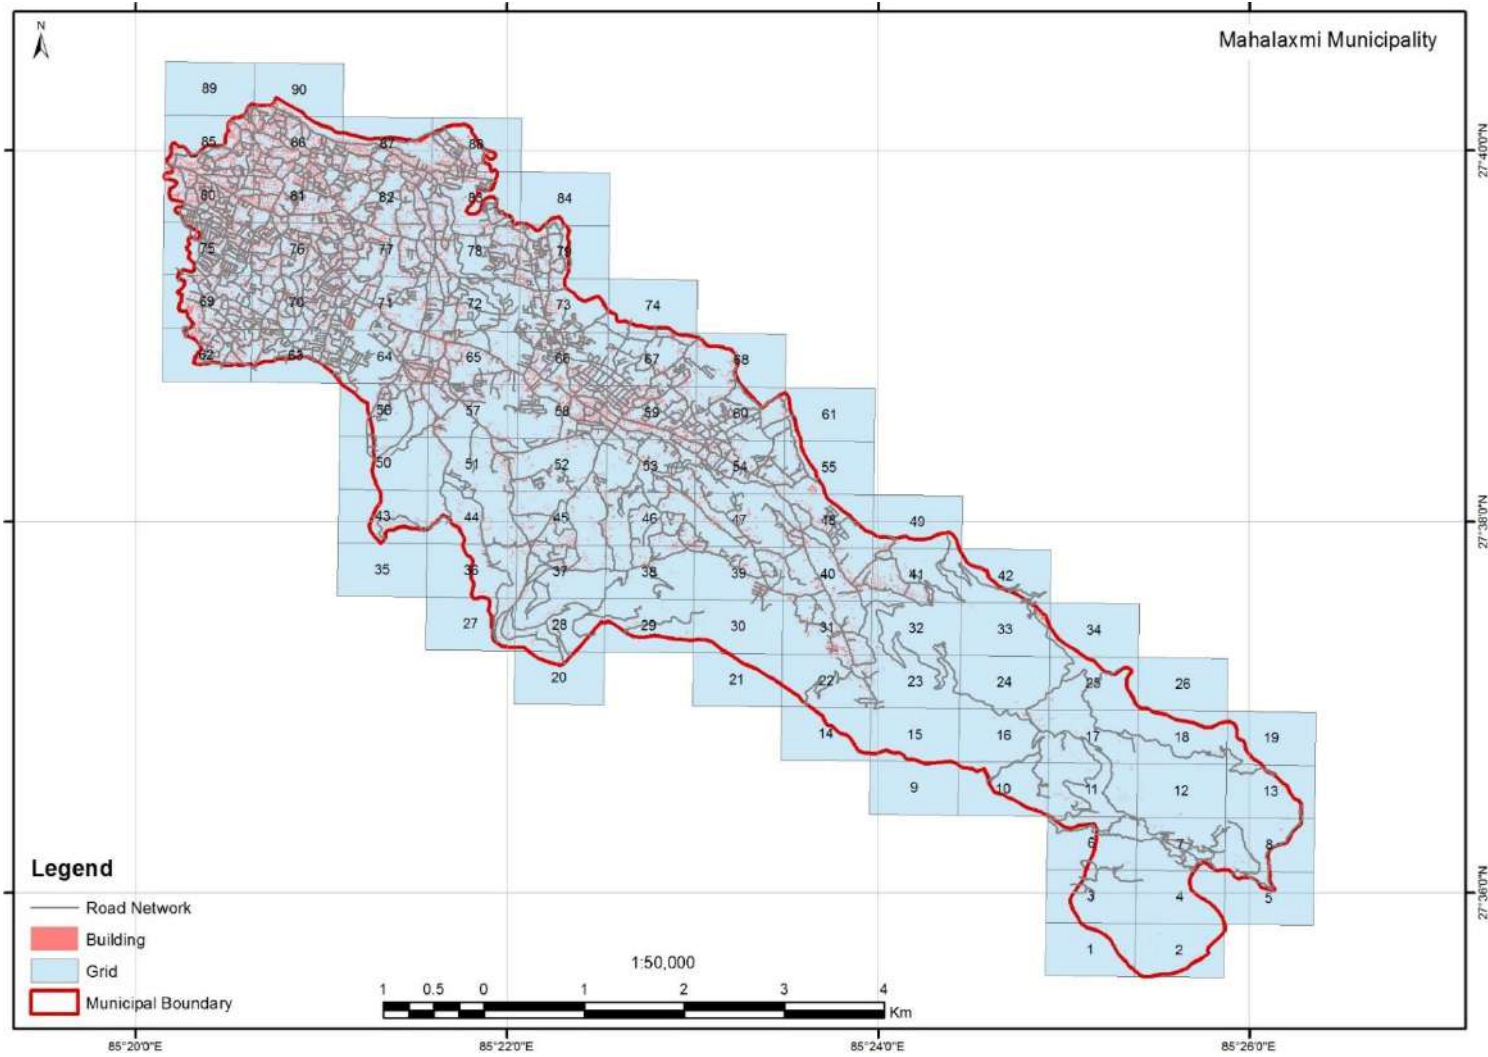 N
Mahalaxmi Municipality
89 90
85 86 87 88
27°40'0"N
80 81 82 83 84
75 76 77 78 79
69 70 71 72 73 74
62 63 64 65 66 67 68
56 57 58 59 60 61
50 51 52 53 54 55
43 44 45 46 47 48 49
27°38'0"N
35 36 37 38 39 40 41 42
27 28 29 30 31 32 33 34
20 21 22 23 24 25 26
14 15 16 17 18 19
9 10 11 12 13
6 7 8
3 4 5
27°36'0"N
1 2
Legend
Road Network
Building
Grid
Municipal Boundary
1:50,000
1 0.5 0 1 2 3 4
Km
85°20'0"E 85°22'0"E 85°24'0"E 85°26'0"E